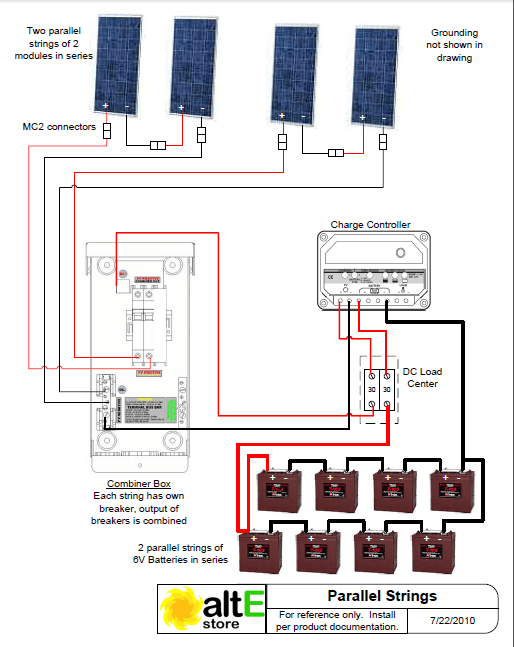 Two parallel
strings of 2
modules in series
Grounding
not shown in
drawing
+ -
+ -
+ -
+ -
MC2 connectors
Charge Controller
DC Load
Center
30 30
Combiner Box
Each string has own
breaker, output of
breakers is combined
2 parallel strings of
6V Batteries in series
altE
store
Parallel Strings
For reference only. Install
per product documentation.
7/22/2010